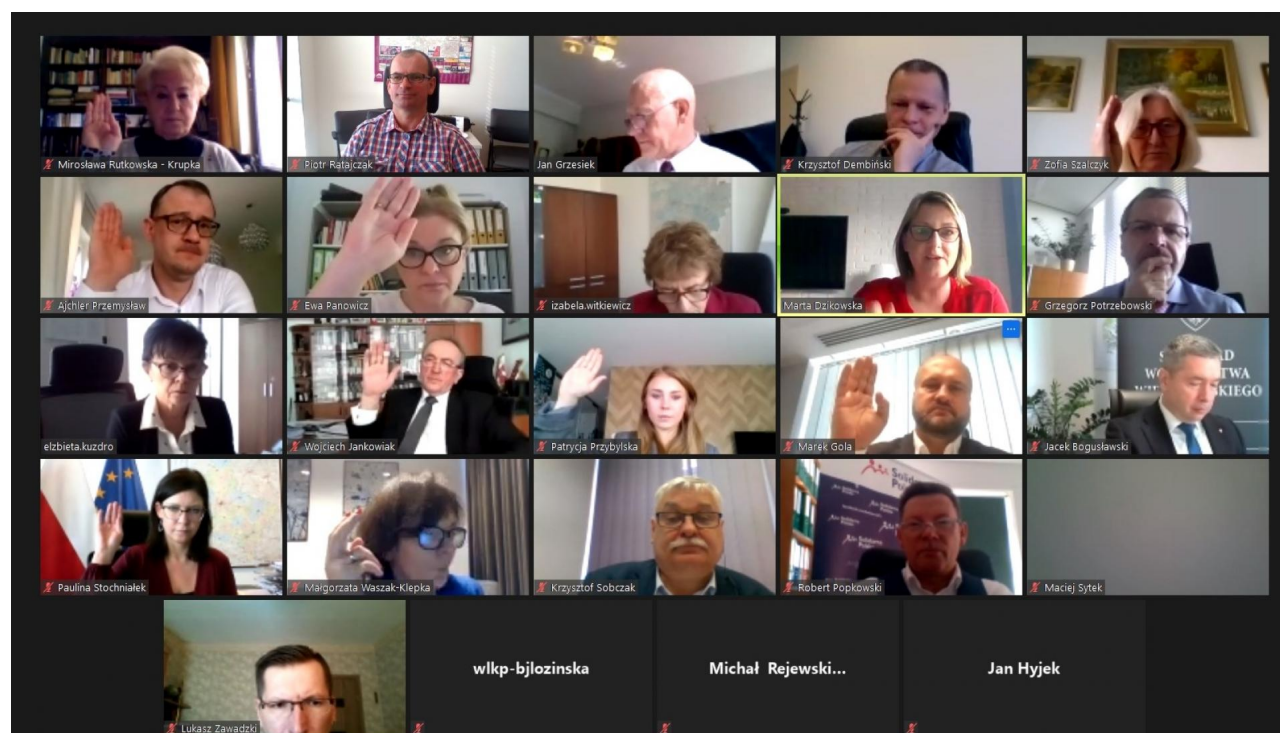 Mirosława Rutkowska - Krupka
Piotr Ratajczak
Jan Grzesiek
Krzysztof Dembiński
Zofia Szalczyk
Ajchler Przemysław
Ewa Panowicz
izabela.witkiewicz
Marta Dzikowska
Grzegorz Potrzebowski
elzbieta.kuzdro
Wojciech Jankowiak
Patrycja Przybylska
Marek Gola
Jacek Bogusławski
Paulina Stochniałek
Małgorzata Waszak-Klepka
Krzysztof Sobczak
Robert Popkowski
Maciej Sytek
Lukasz Zawadzki
wlkp-bjlozinska
Michał Rejewski...
Jan Hyjek